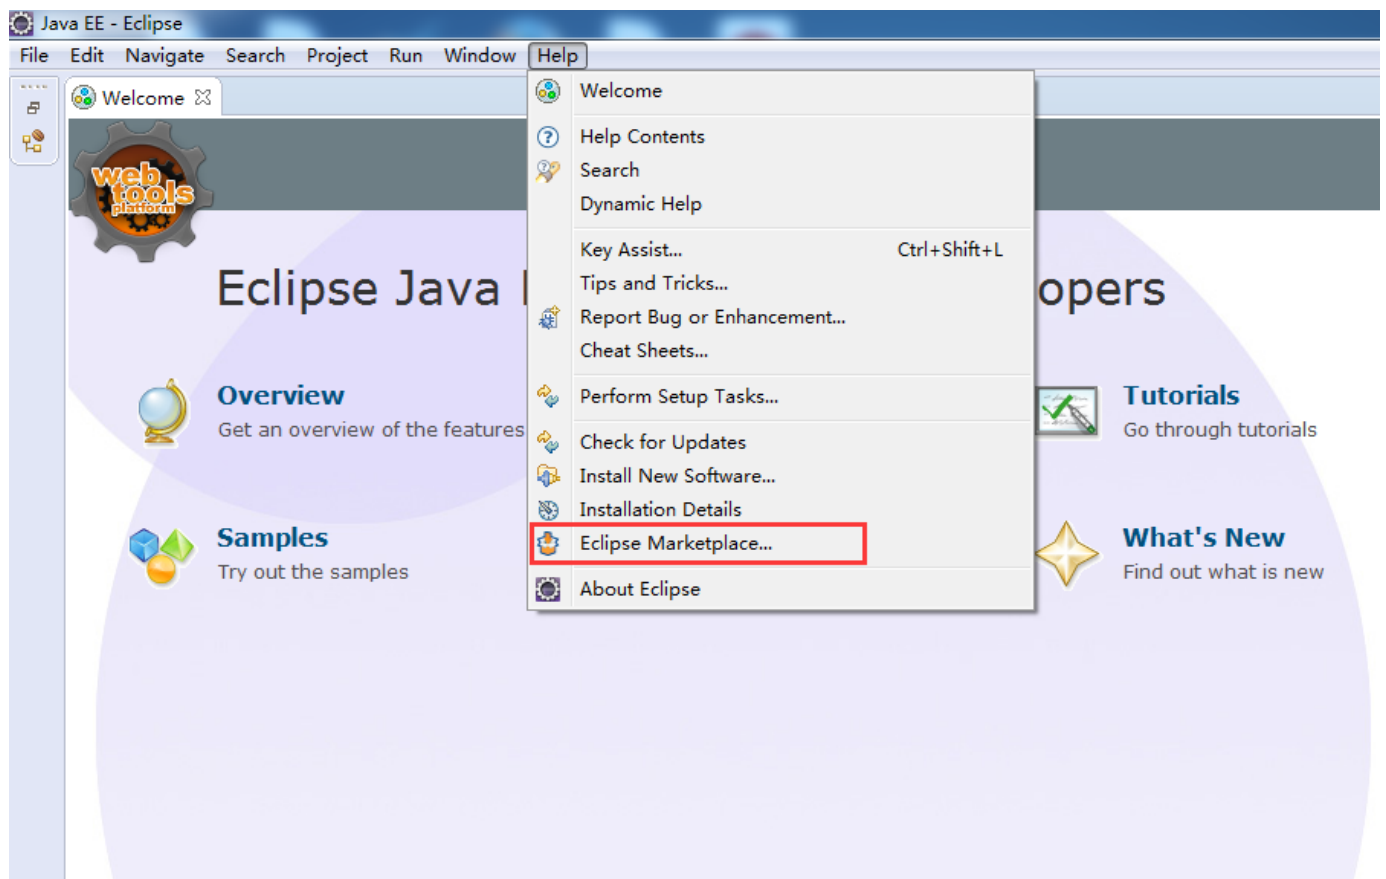 Java EE - Eclipse
File Edit Navigate Search Project Run Window Help
Welcome
web
tools
platform
Eclipse Java
opers
Overview
Get an overview of the features
Samples
Try out the samples
Welcome
Help Contents
Search
Dynamic Help
Key Assist... Ctrl+Shift+L
Tips and Tricks...
Report Bug or Enhancement...
Cheat Sheets...
Perform Setup Tasks...
Check for Updates
Install New Software...
Installation Details
Eclipse Marketplace...
About Eclipse
Tutorials
Go through tutorials
What's New
Find out what is new